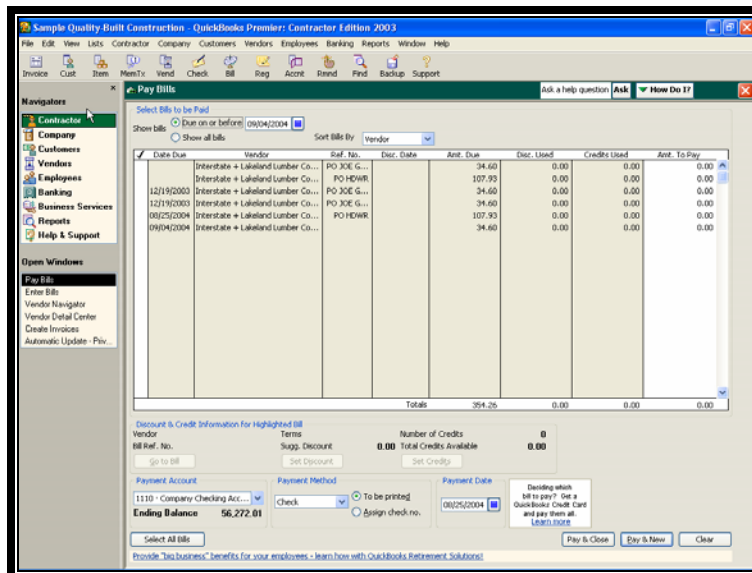 Sample Quality-Built Construction - QuickBooks Premier: Contractor Edition 2003
File Edit View Lists Contractor Company Customers Vendors Employees Banking Reports Window Help
Invoice Cust Item MemTx Vend Check Bill Reg Accnt Rmnd Find Backup Support
Navigators
Contractor
Company
Customers
Vendors
Employees
Banking
Business Services
Reports
Help & Support
Open Windows
Pay Bills
Enter Bills
Vendor Navigator
Vendor Detail Center
Create Invoices
Automatic Update - Priv...
Pay Bills Ask a help question Ask How Do I?
Select Bills to be Paid
Show bills Due on or before 09/04/2004
Show all bills Sort Bills By Vendor
✓ Date Due Vendor Ref. No. Disc. Date Amt. Due Disc. Used Credits Used Amt. To Pay
Interstate + Lakeland Lumber Co... PO JOE G... 34.60 0.00 0.00 0.00
Interstate + Lakeland Lumber Co... PO HDWR 107.93 0.00 0.00 0.00
12/19/2003 Interstate + Lakeland Lumber Co... PO JOE G... 34.60 0.00 0.00 0.00
12/19/2003 Interstate + Lakeland Lumber Co... PO JOE G... 34.60 0.00 0.00 0.00
08/25/2004 Interstate + Lakeland Lumber Co... PO HDWR 107.93 0.00 0.00 0.00
09/04/2004 Interstate + Lakeland Lumber Co... 34.60 0.00 0.00 0.00
Totals 354.26 0.00 0.00 0.00
Discount & Credit Information for Highlighted Bill
Vendor Terms Number of Credits 0
Bill Ref. No. Sugg. Discount 0.00 Total Credits Available 0.00
Go to Bill Set Discount Set Credits
Payment Account
1110 · Company Checking Acc...
Ending Balance 56,272.01
Payment Method
Check To be printed
Assign check no.
Payment Date
08/25/2004
Deciding which
bill to pay? Get a
QuickBooks Credit Card
and pay them all.
Learn more
Select All Bills Pay & Close Pay & New Clear
Provide "big business" benefits for your employees - learn how with QuickBooks Retirement Solutions!